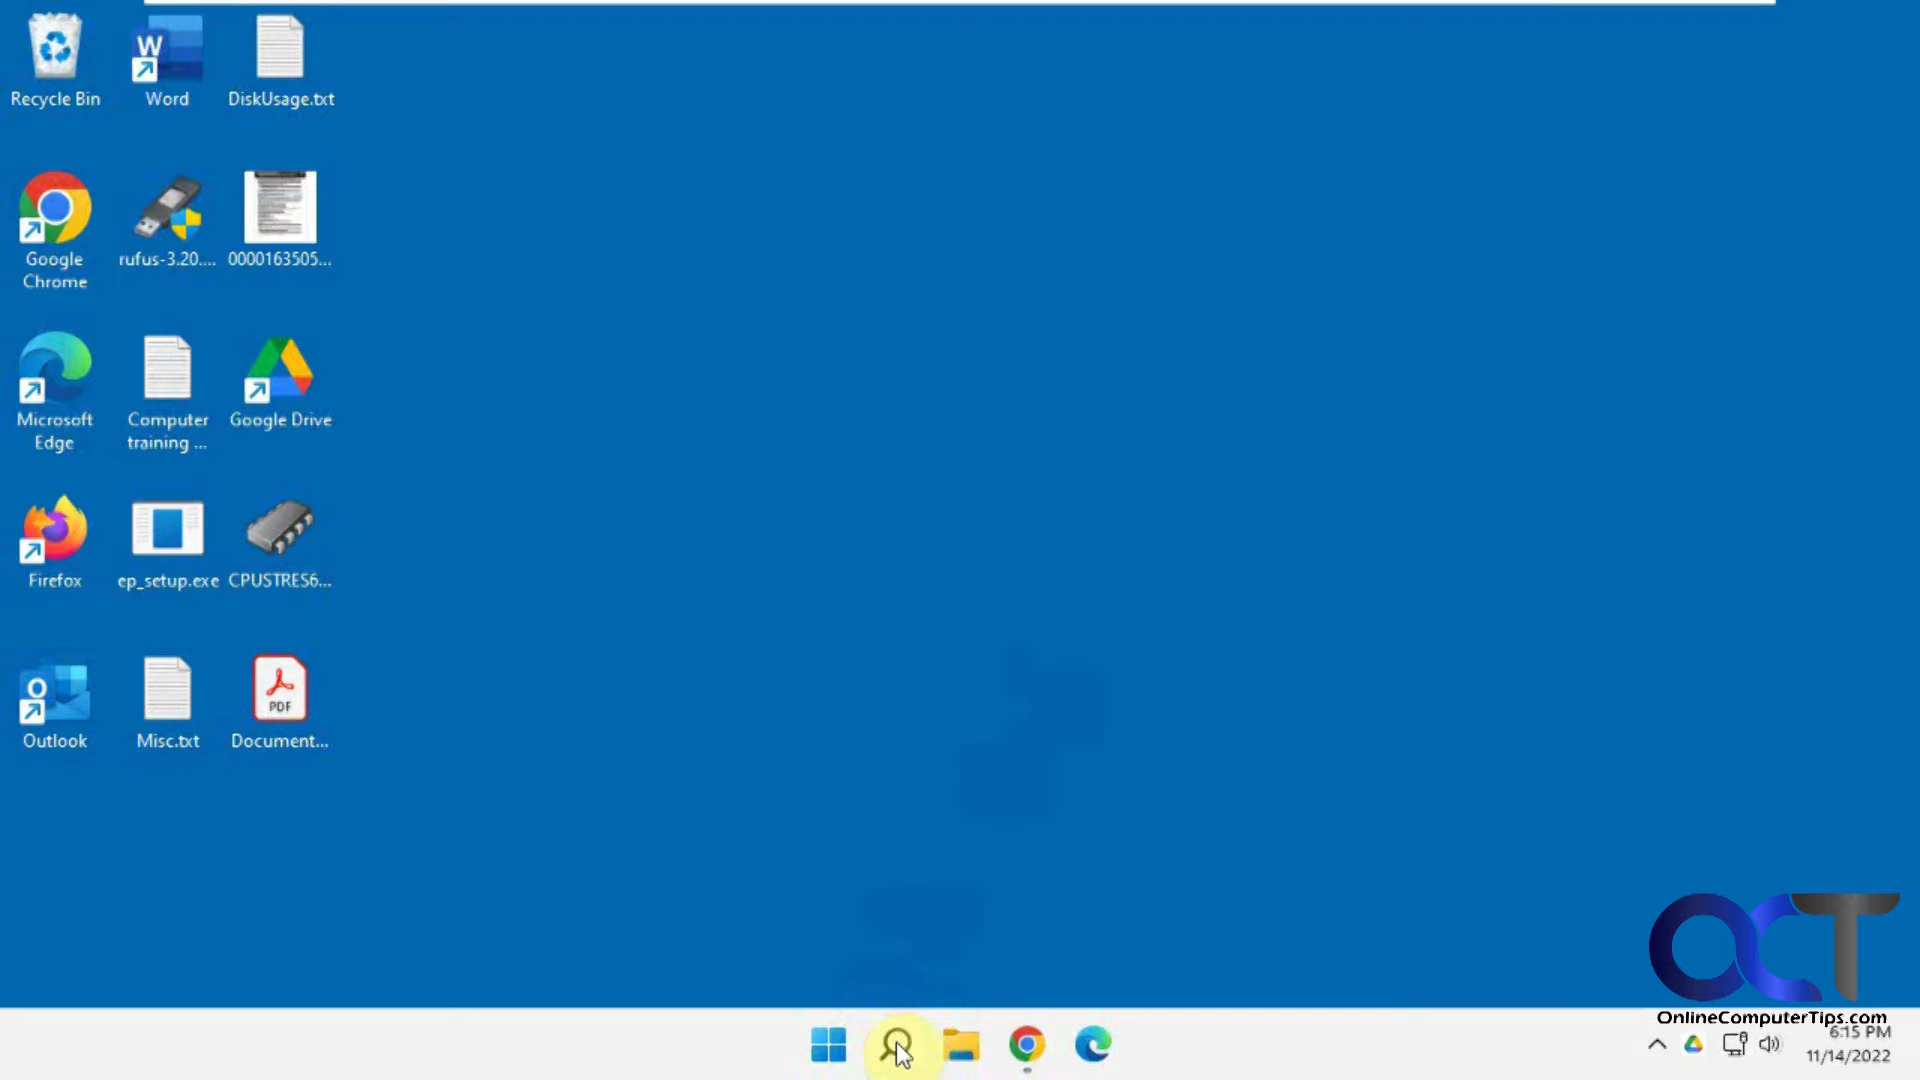 Recycle Bin
W
Word
DiskUsage.txt
Google
Chrome
rufus-3.20....
0000163505...
Microsoft
Edge
Computer
training ...
Google Drive
Firefox
ep_setup.exe
CPUSTRES6...
O
Outlook
Misc.txt
PDF
Document...
OCT
OnlineComputerTips.com
6:15 PM
11/14/2022